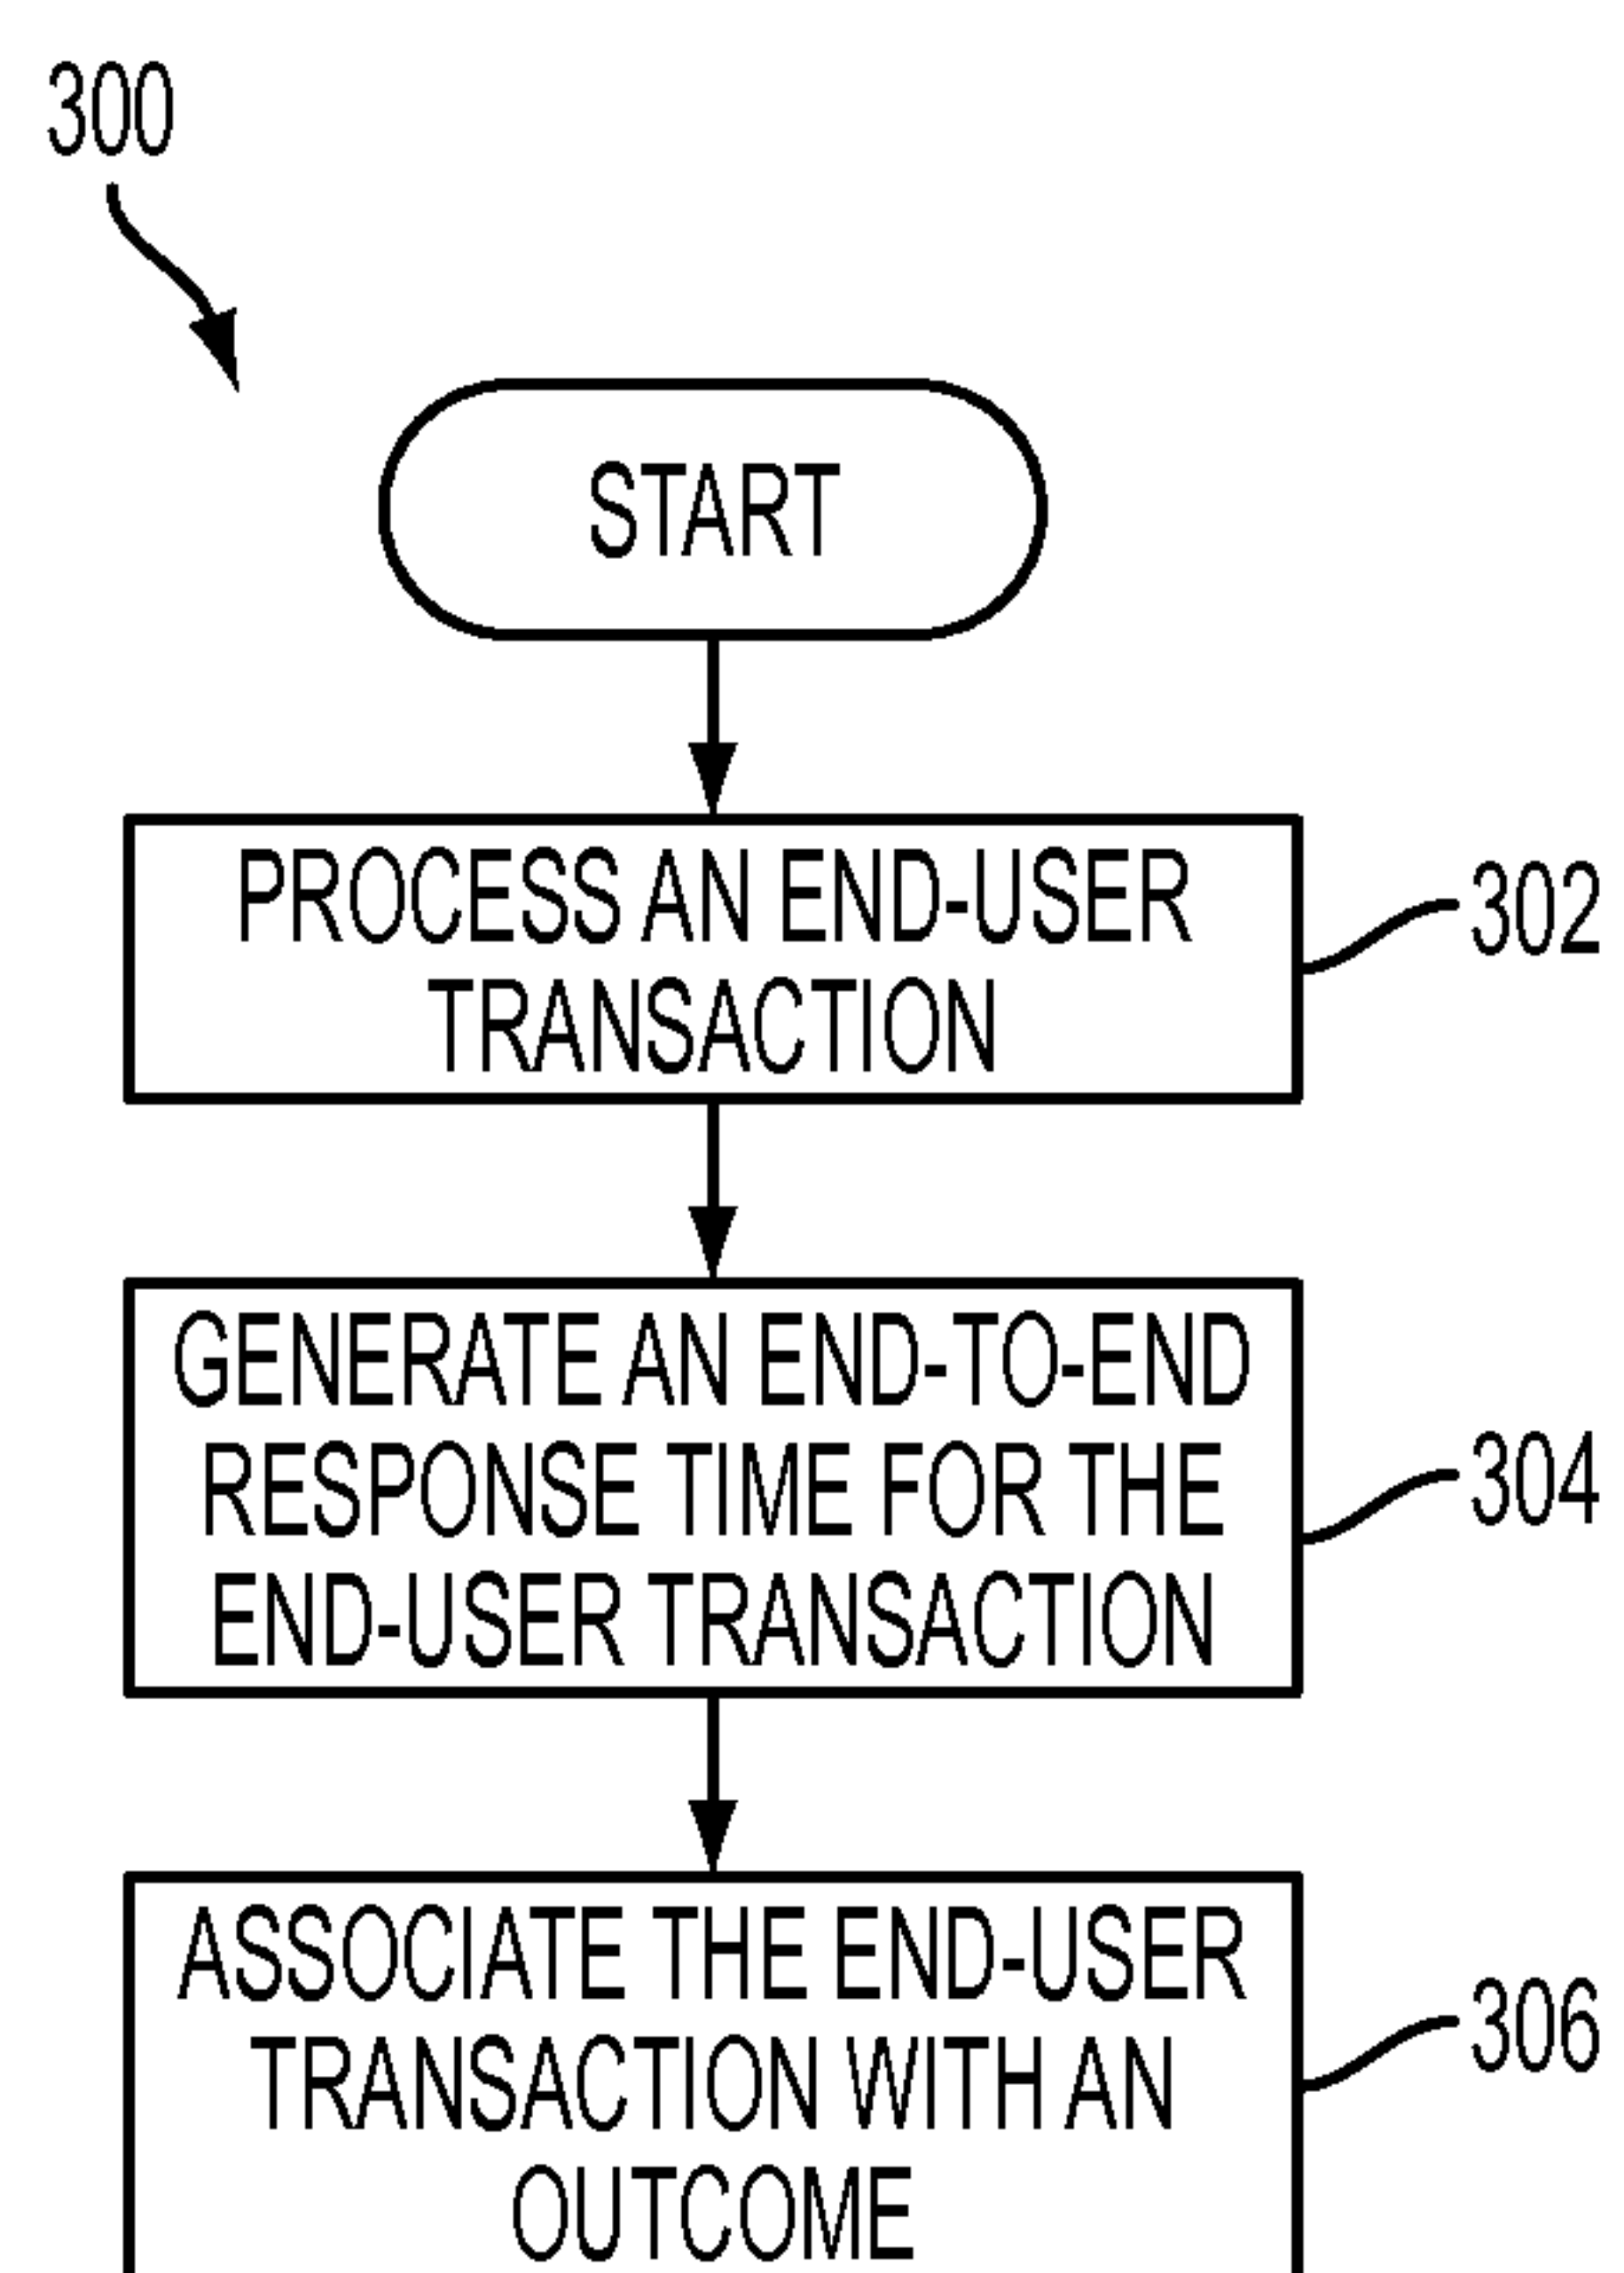 300
START
PROCESS AN END-USER
TRANSACTION
302
GENERATE AN END-TO-END
RESPONSE TIME FOR THE
END-USER TRANSACTION
304
ASSOCIATE THE END-USER
TRANSACTION WITH AN
OUTCOME
306